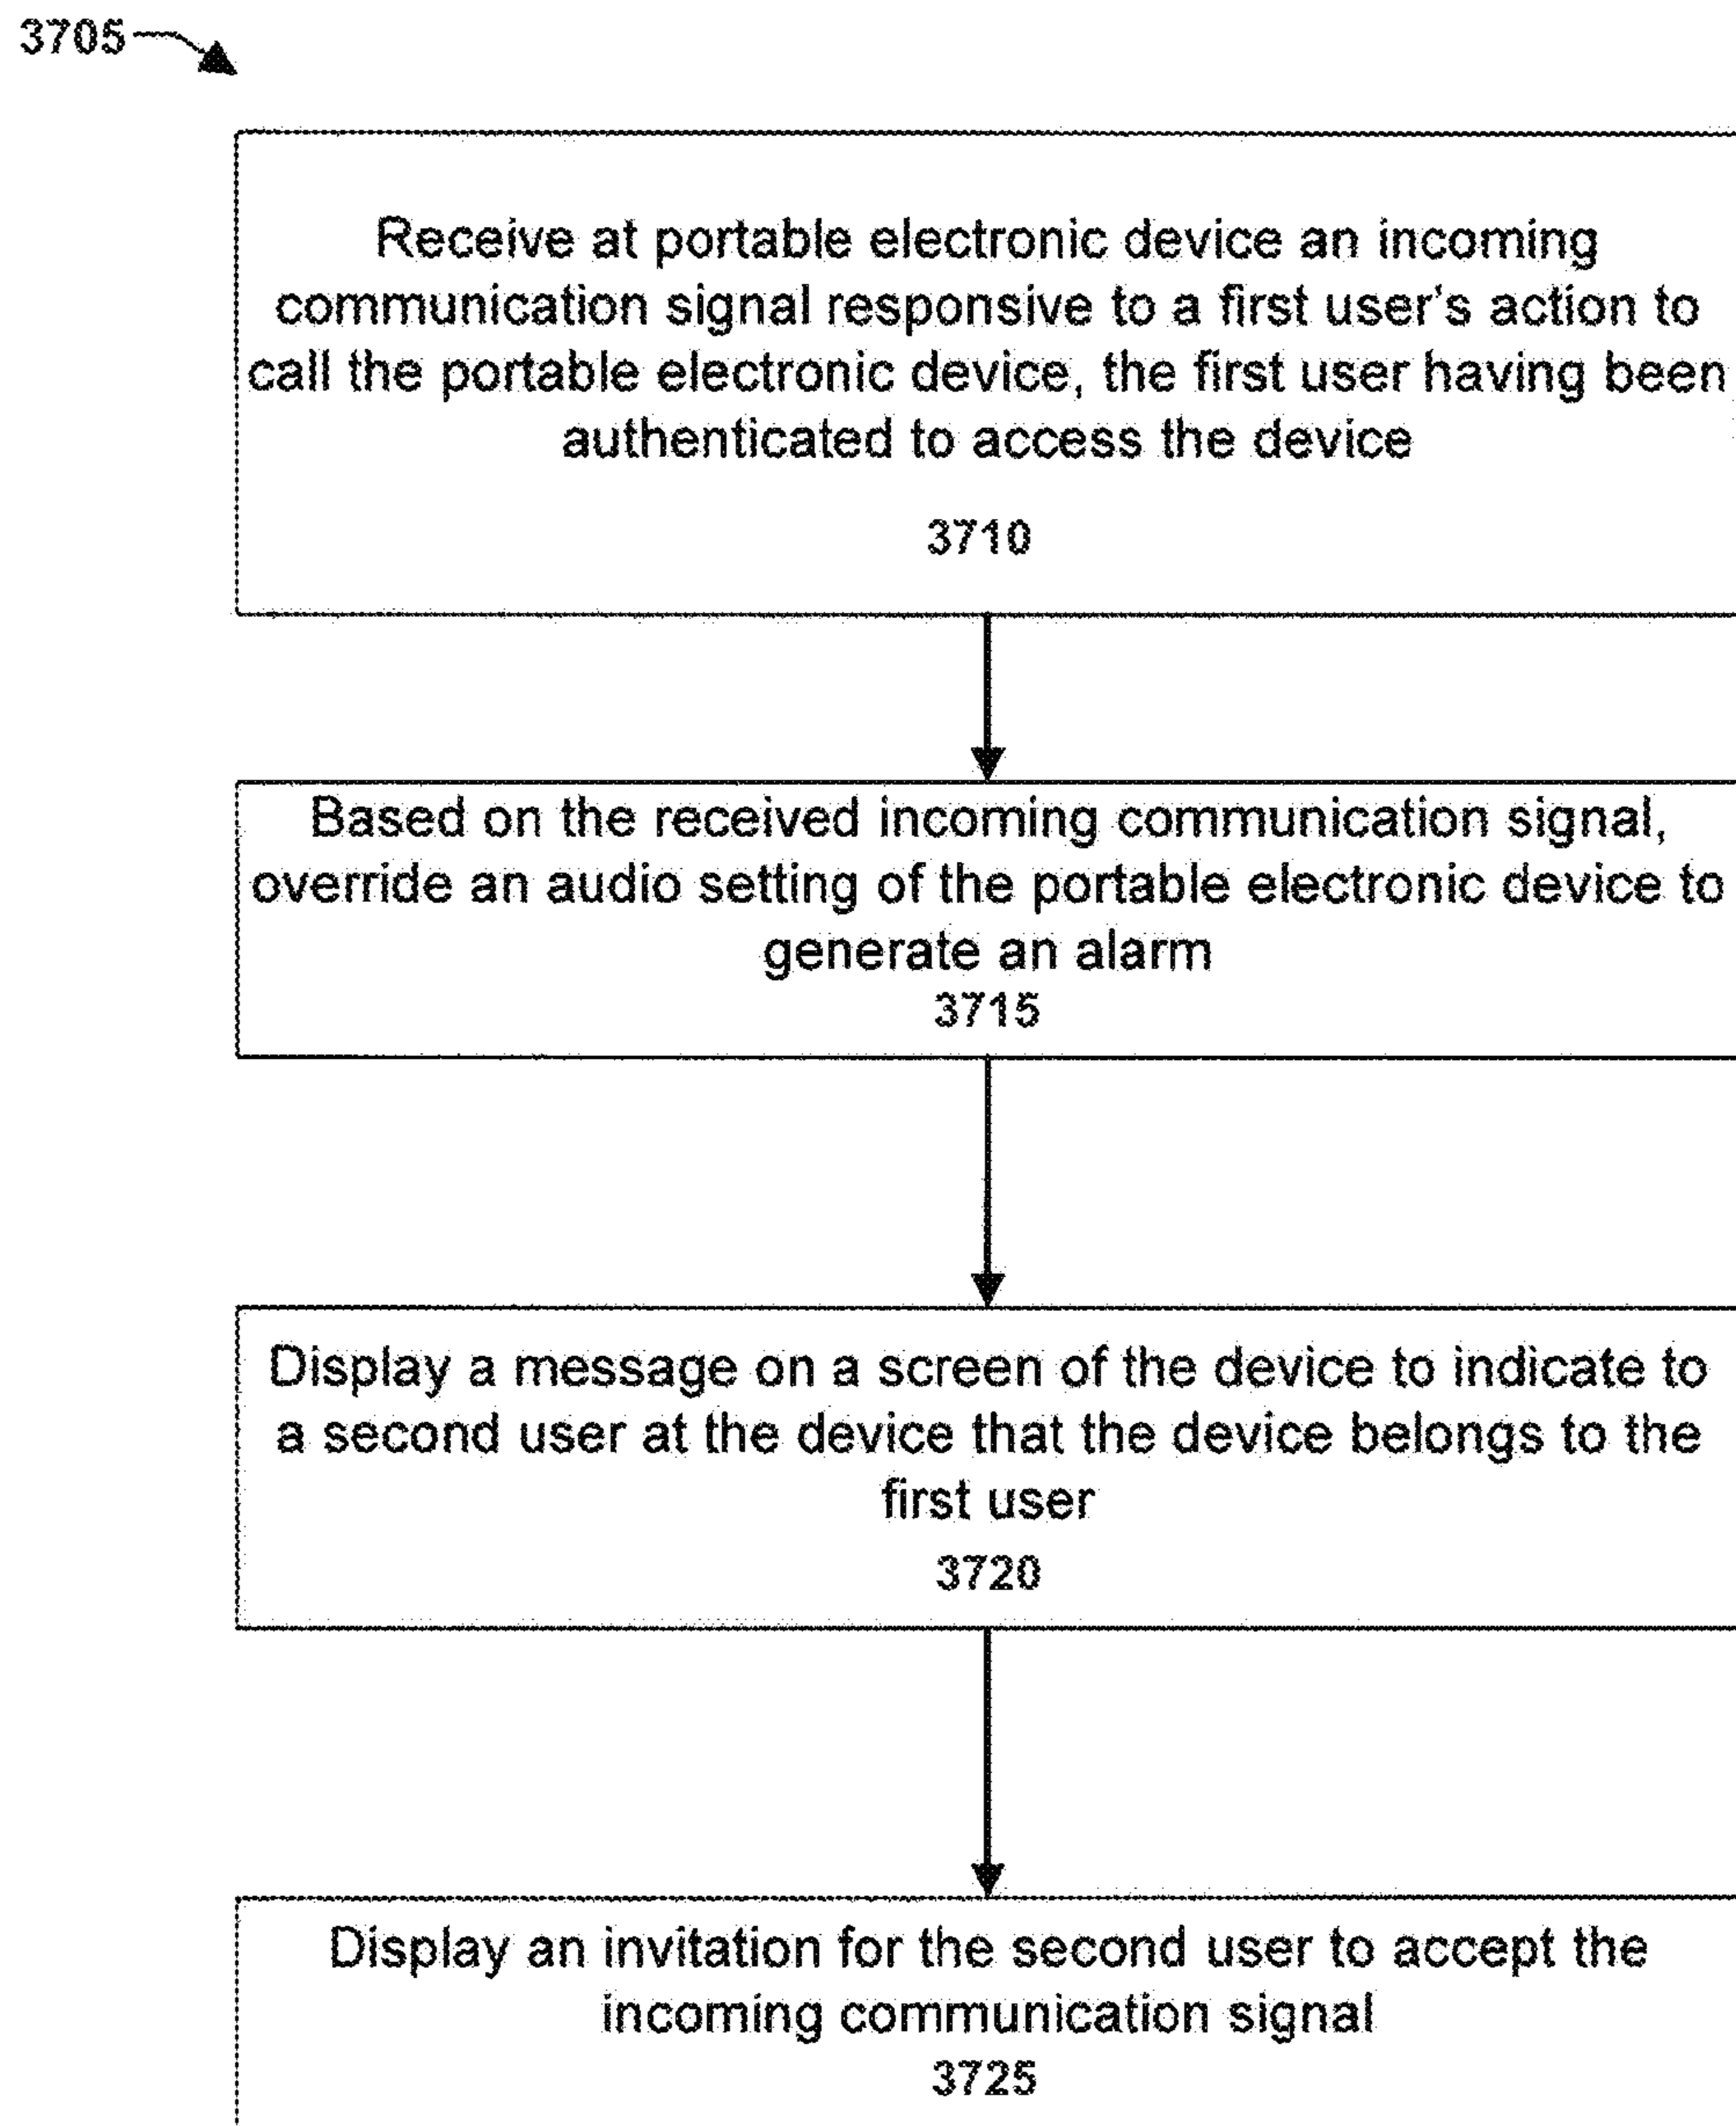 3705
Receive at portable electronic device an incoming
communication signal responsive to a first user's action to
call the portable electronic device, the first user having been
authenticated to access the device
3710
Based on the received incoming communication signal,
override an audio setting of the portable electronic device to
generate an alarm
3715
Display a message on a screen of the device to indicate to
a second user at the device that the device belongs to the
first user
3720
Display an invitation for the second user to accept the
incoming communication signal
3725